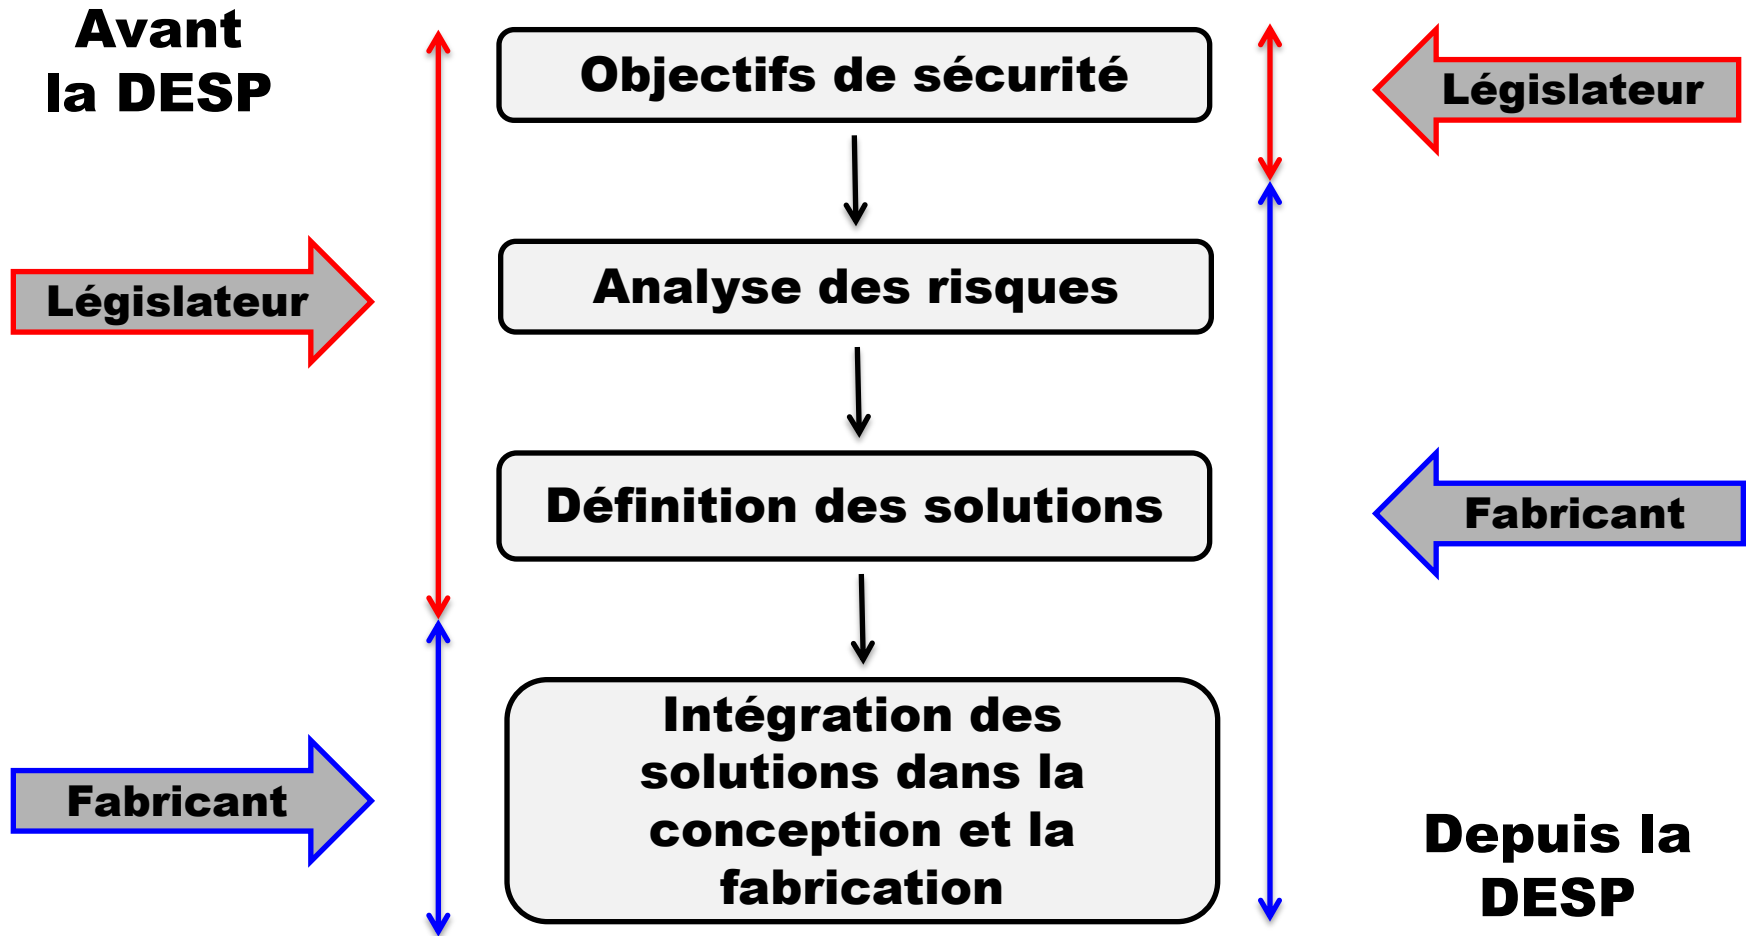 Avant
la DESP
Objectifs de sécurité
Législateur
Analyse des risques
Législateur
Définition des solutions
Fabricant
Intégration des
solutions dans la
conception et la
fabrication
Fabricant
Depuis la
DESP